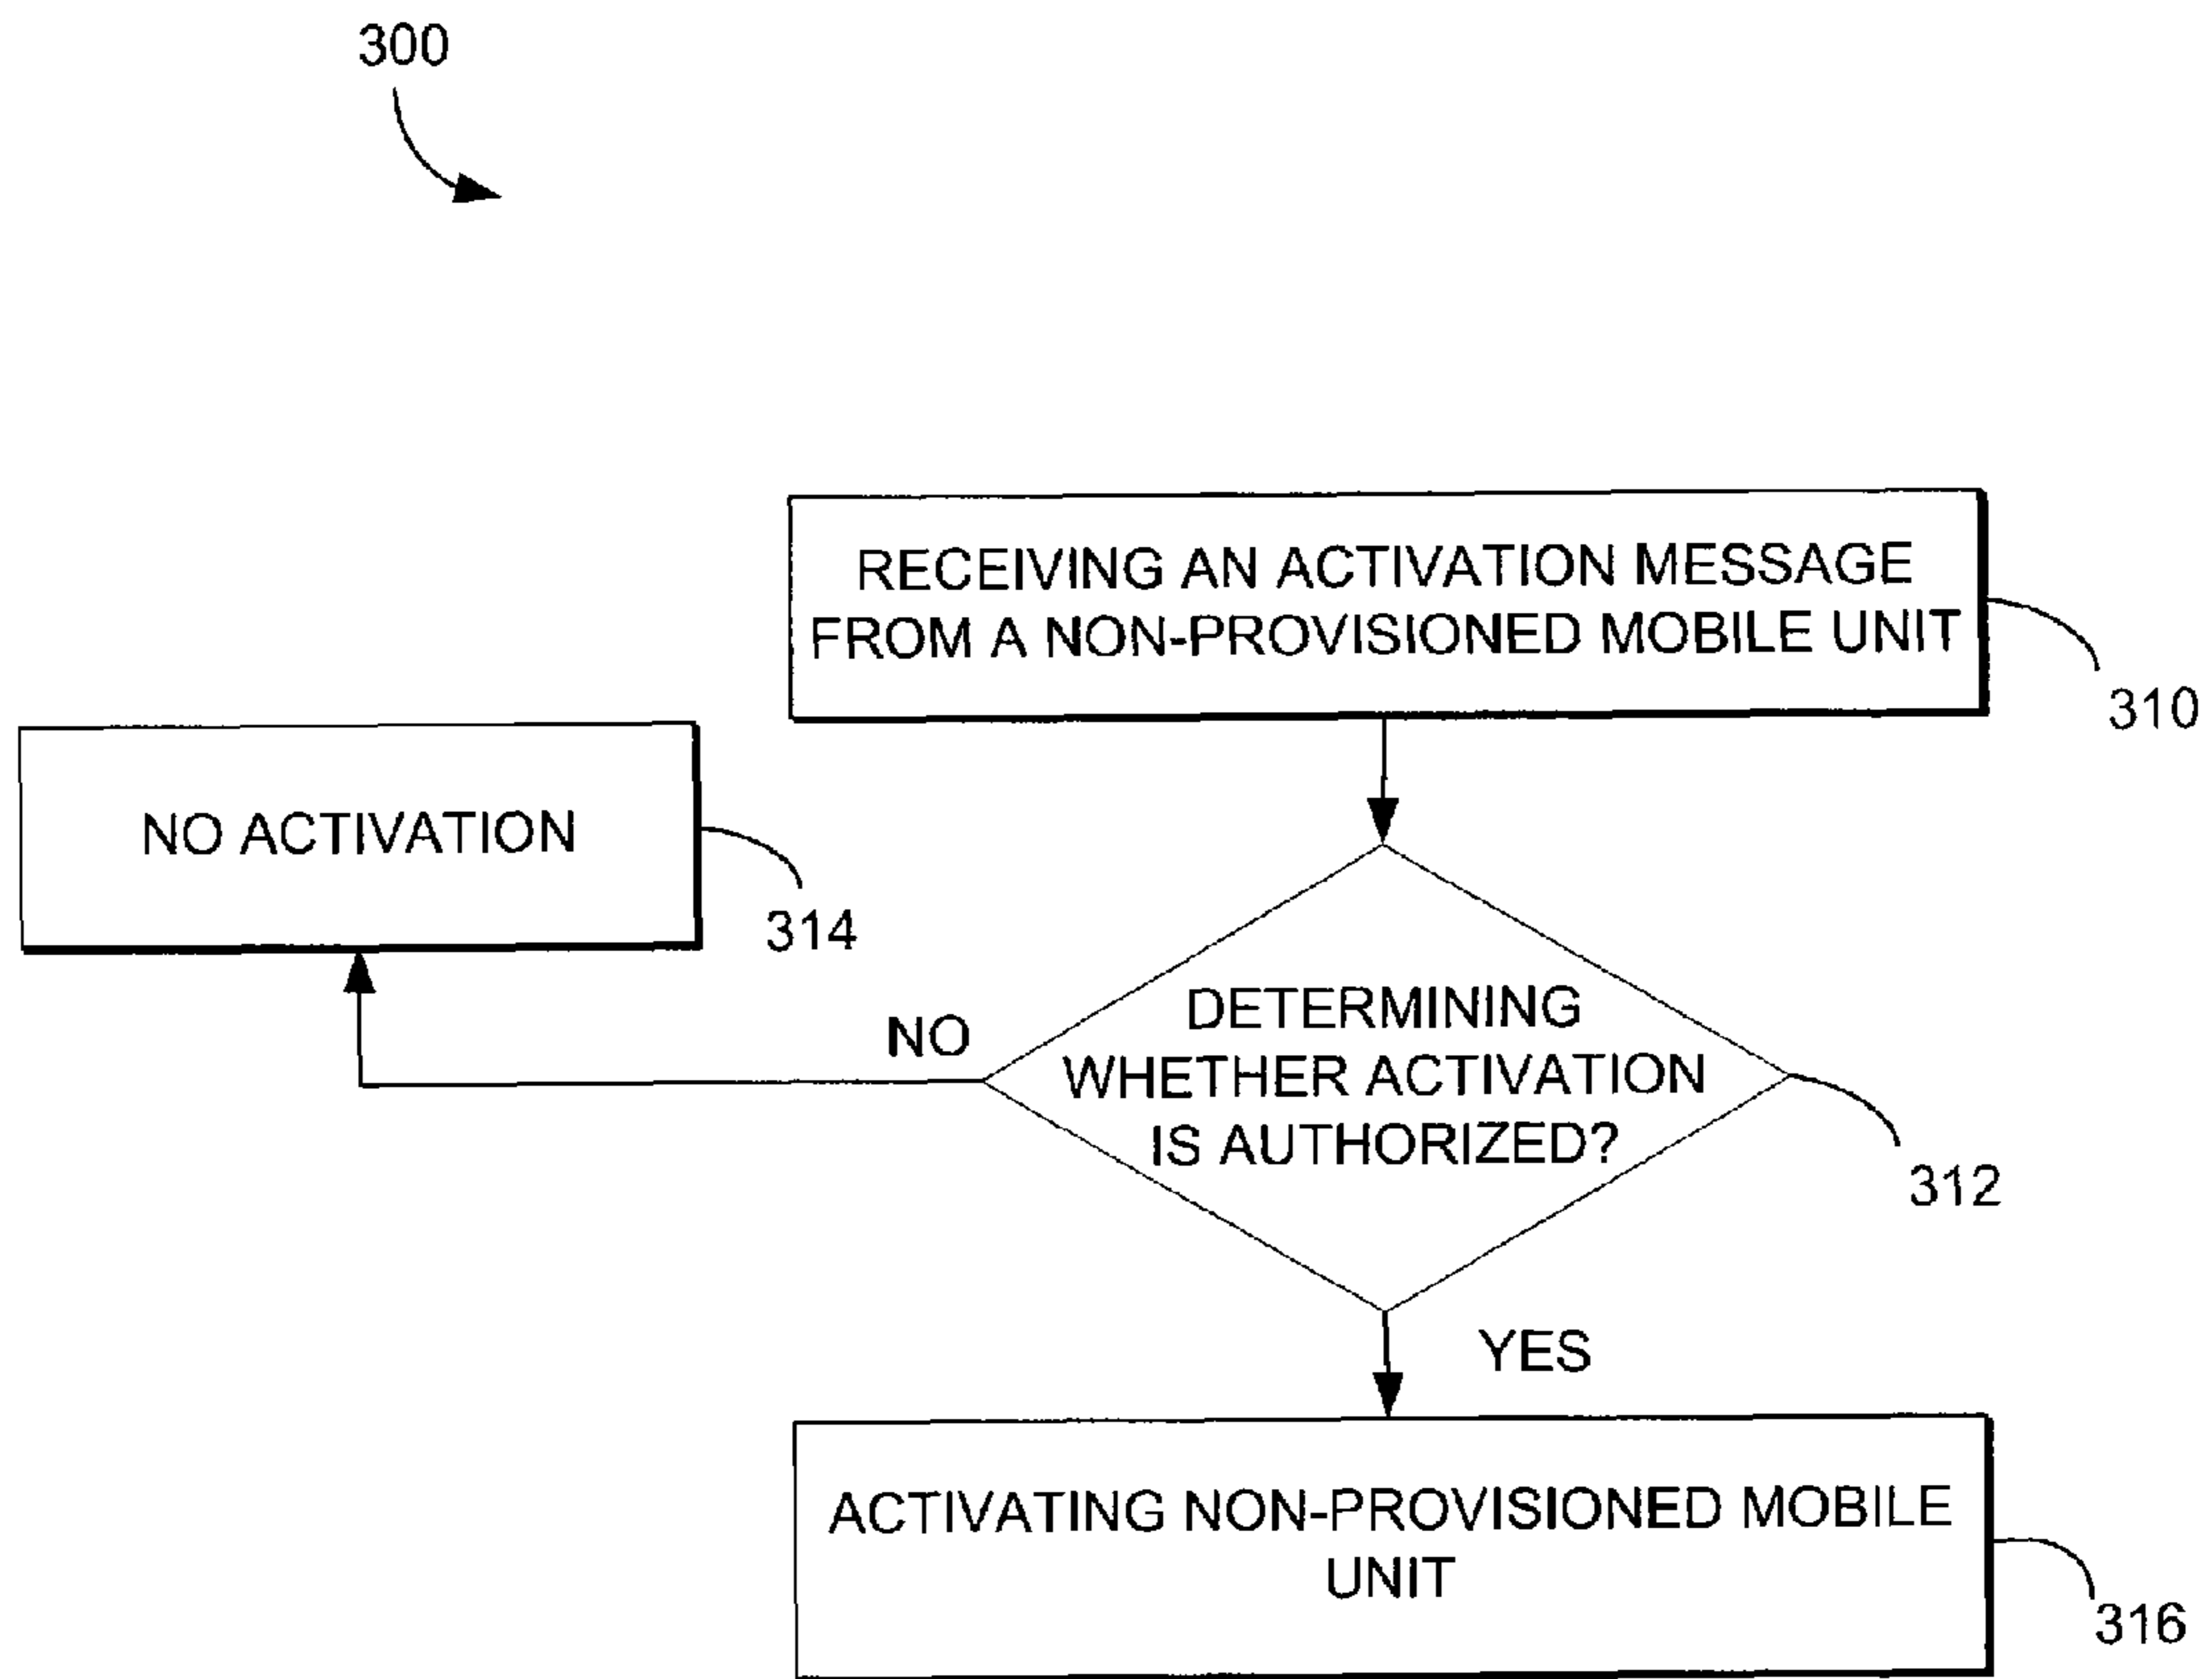 300
RECEIVING AN ACTIVATION MESSAGE
FROM A NON-PROVISIONED MOBILE UNIT
310
NO ACTIVATION
314
NO
DETERMINING
WHETHER ACTIVATION
IS AUTHORIZED?
312
YES
ACTIVATING NON-PROVISIONED MOBILE
UNIT
316